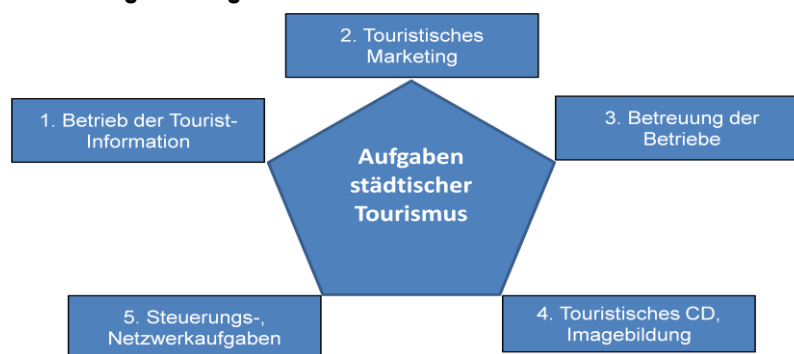 2. Touristisches
Marketing
1. Betrieb der Tourist-
Information
3. Betreuung der
Betriebe
Aufgaben
städtischer
Tourismus
5. Steuerungs-,
Netzwerkaufgaben
4. Touristisches CD,
Imagebildung